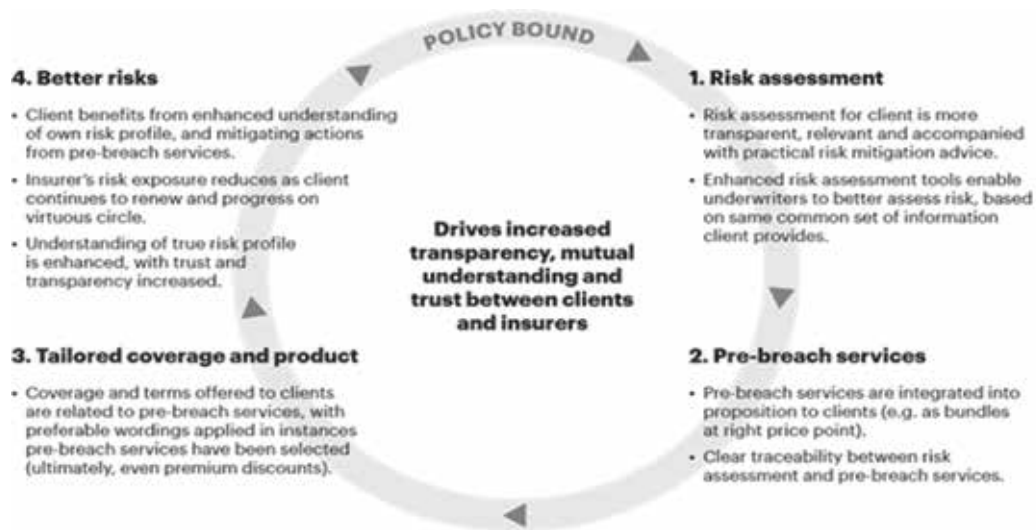 POLICY BOUND
4. Better risks
• Client benefits from enhanced understanding
of own risk profile, and mitigating actions
from pre-breach services.
• Insurer's risk exposure reduces as client
continues to renew and progress on
virtuous circle.
• Understanding of true risk profile
is enhanced, with trust and
transparency increased.
1. Risk assessment
• Risk assessment for client is more
transparent, relevant and accompanied
with practical risk mitigation advice.
• Enhanced risk assessment tools enable
underwriters to better assess risk, based
on same common set of information
client provides.
Drives increased
transparency, mutual
understanding and
trust between clients
and insurers
3. Tailored coverage and product
• Coverage and terms offered to clients
are related to pre-breach services, with
preferable wordings applied in instances
pre-breach services have been selected
(ultimately, even premium discounts).
2. Pre-breach services
• Pre-breach services are integrated into
proposition to clients (e.g. as bundles
at right price point).
• Clear traceability between risk
assessment and pre-breach services.